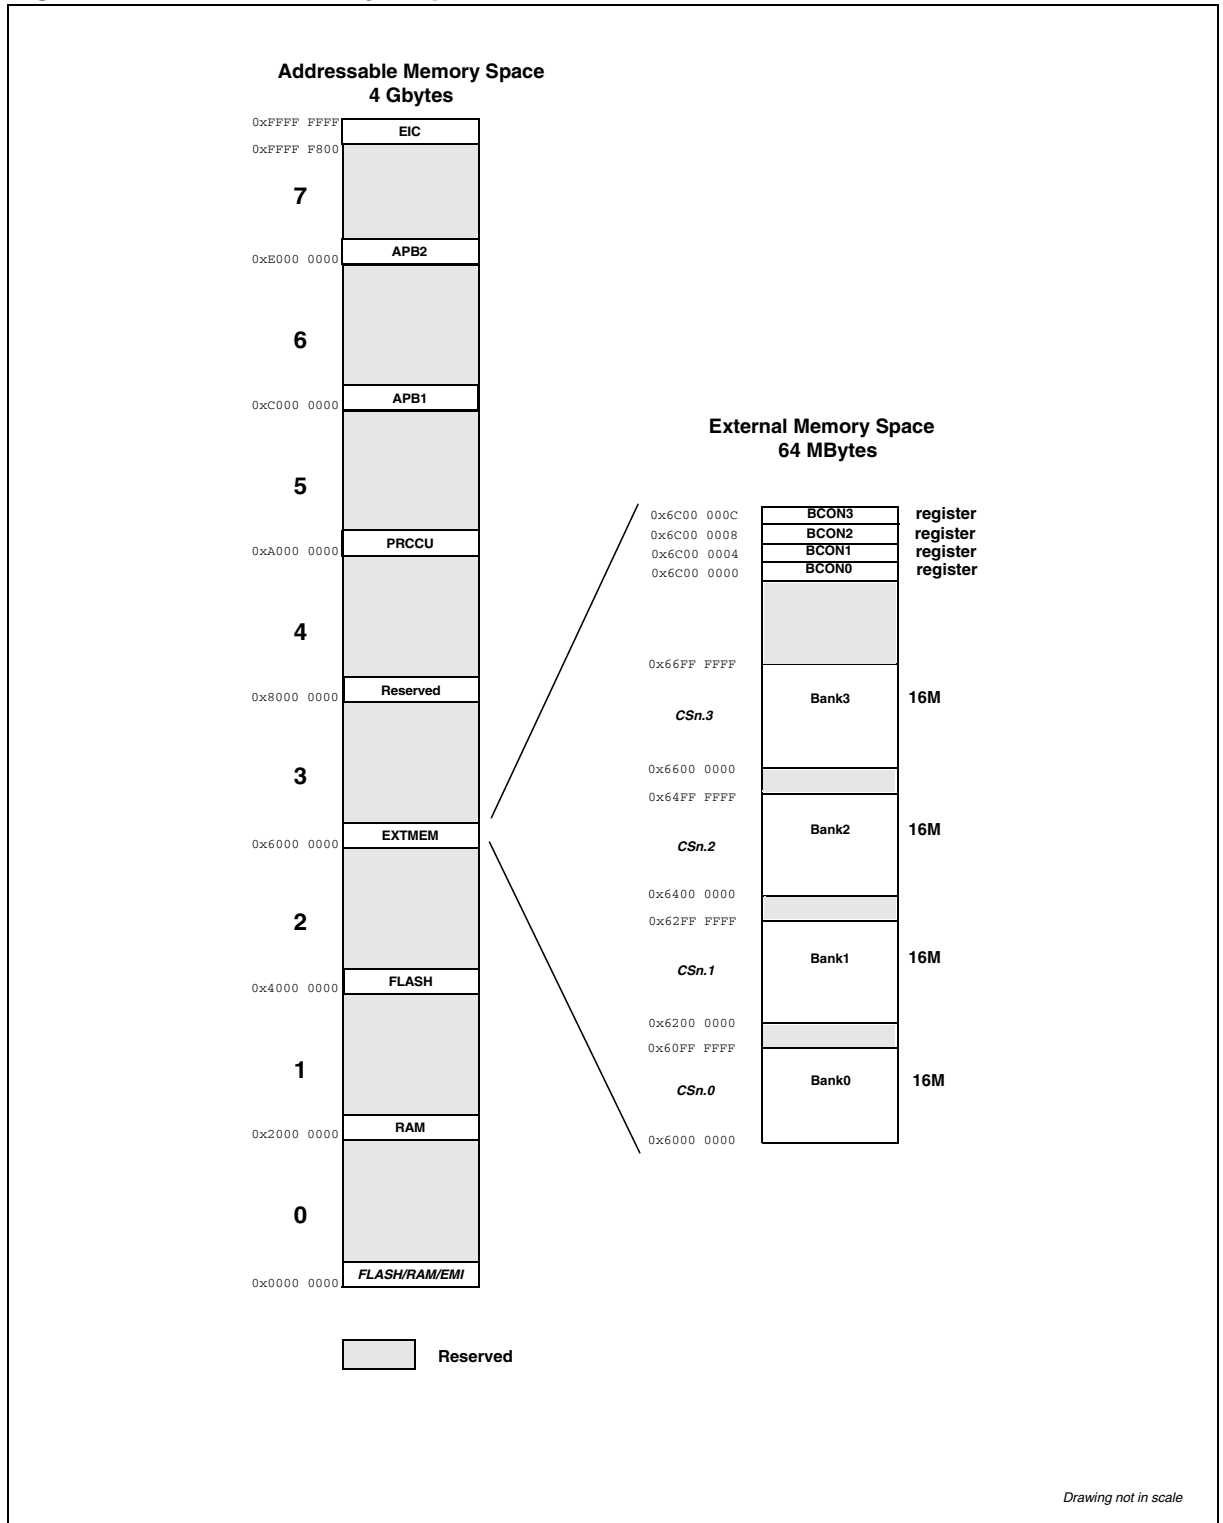 Addressable Memory Space
4 Gbytes
0xFFFF FFFF
EIC
0xFFFF F800
7
APB2
0xE000 0000
6
APB1
0xC000 0000
5
PRCCU
0xA000 0000
4
Reserved
0x8000 0000
3
EXTMEM
0x6000 0000
2
FLASH
0x4000 0000
1
RAM
0x2000 0000
0
FLASH/RAM/EMI
0x0000 0000
Reserved
External Memory Space
64 MBytes
0x6C00 000C BCON3 register
0x6C00 0008 BCON2 register
0x6C00 0004 BCON1 register
0x6C00 0000 BCON0 register
0x66FF FFFF
Bank3 16M
CSn.3
0x6600 0000
0x64FF FFFF
Bank2 16M
CSn.2
0x6400 0000
0x62FF FFFF
Bank1 16M
CSn.1
0x6200 0000
0x60FF FFFF
Bank0 16M
CSn.0
0x6000 0000
Drawing not in scale